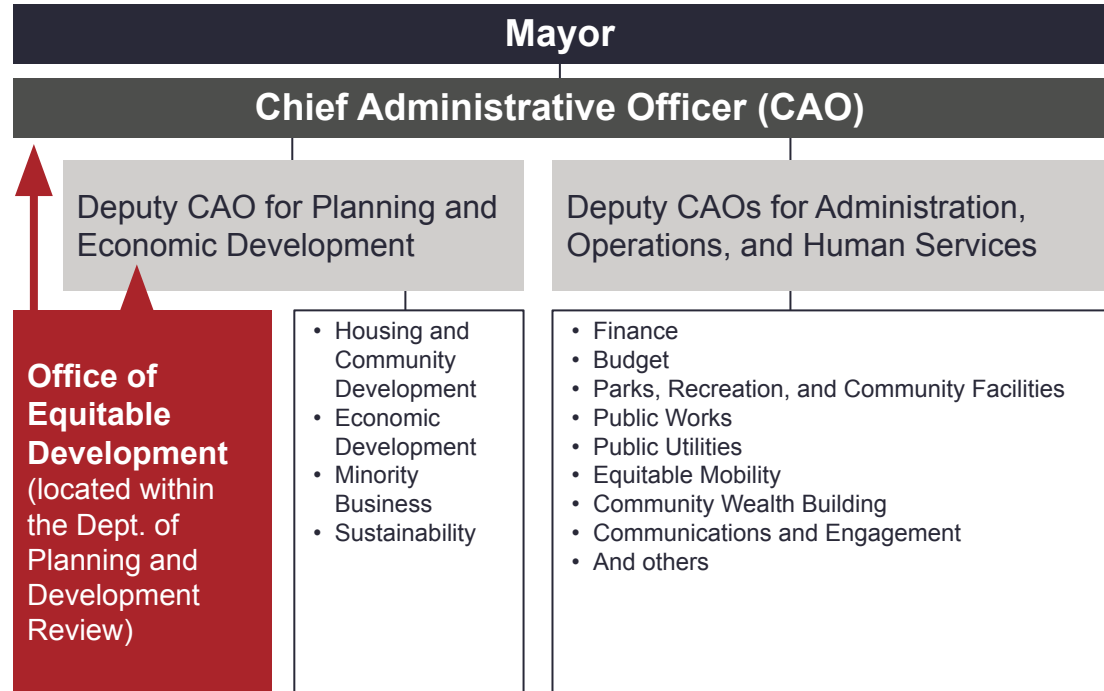 Mayor
Chief Administrative Officer (CAO)
Deputy CAO for Planning and
Economic Development
Deputy CAOs for Administration,
Operations, and Human Services
Office of
Equitable
Development
(located within
the Dept. of
Planning and
Development
Review)
• Housing and
Community
Development
• Economic
Development
• Minority
Business
• Sustainability
• Finance
• Budget
• Parks, Recreation, and Community Facilities
• Public Works
• Public Utilities
• Equitable Mobility
• Community Wealth Building
• Communications and Engagement
• And others